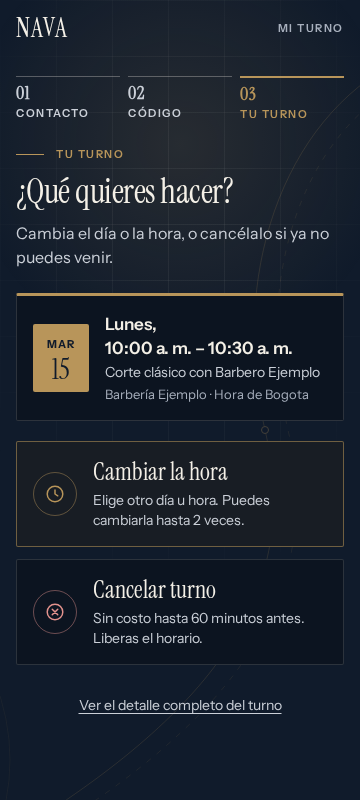 NAVA
MI TURNO
01
CONTACTO
02
CÓDIGO
03
TU TURNO
TU TURNO
¿Qué quieres hacer?
Cambia el día o la hora, o cancélalo si ya no
puedes venir.
MAR
15
Lunes,
10:00 a. m. – 10:30 a. m.
Corte clásico con Barbero Ejemplo
Barbería Ejemplo · Hora de Bogota
Cambiar la hora
Elige otro día u hora. Puedes
cambiarla hasta 2 veces.
Cancelar turno
Sin costo hasta 60 minutos antes.
Liberas el horario.
Ver el detalle completo del turno